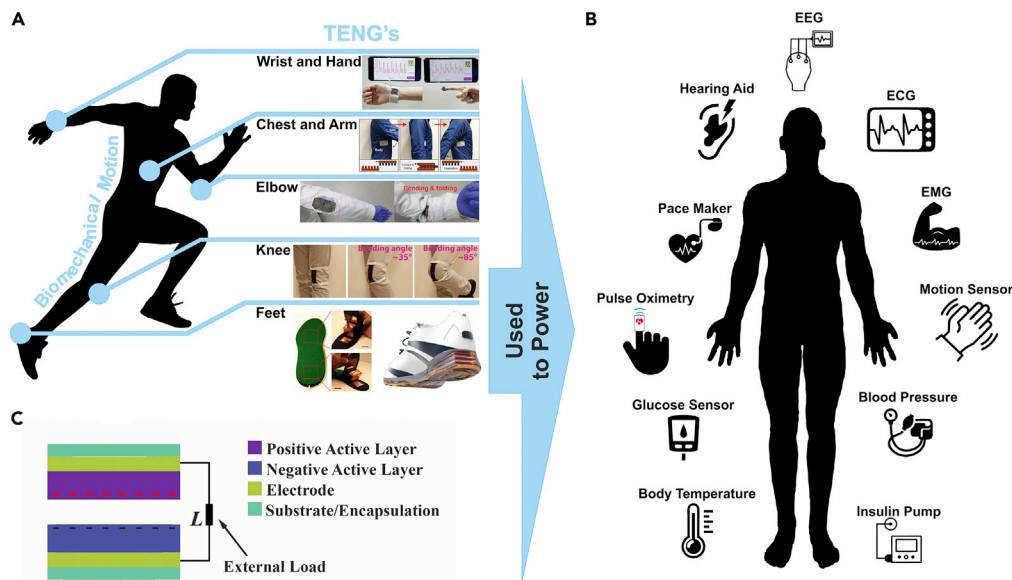 A
TENG's
Wrist and Hand
Chest and Arm
Body
Elbow
Bending & folding
Knee
Bending angle
~35°
Bending angle
~85°
Feet
Biomechanical/ Motion
Used
to Power
B
EEG
Hearing Aid
ECG
Pace Maker
EMG
Pulse Oximetry
Motion Sensor
Glucose Sensor
Blood Pressure
Body Temperature
Insulin Pump
C
Positive Active Layer
Negative Active Layer
Electrode
Substrate/Encapsulation
L
External Load